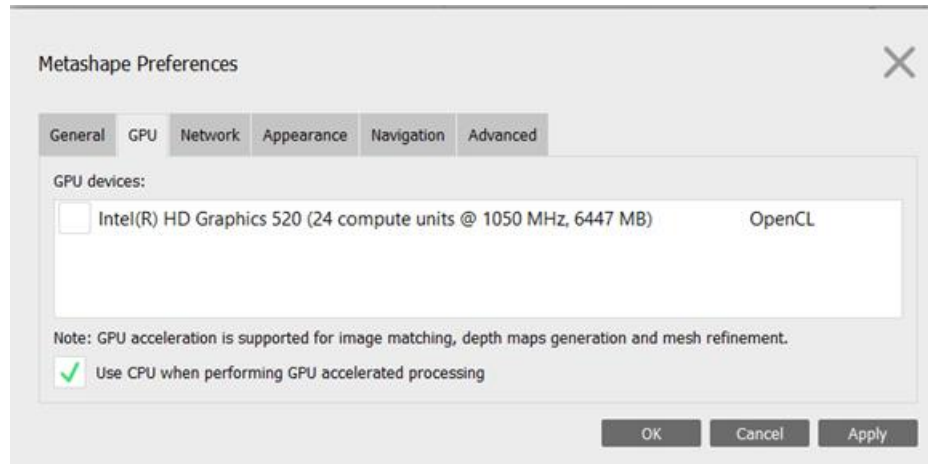 Metashape Preferences
General GPU Network Appearance Navigation Advanced
GPU devices:
Intel(R) HD Graphics 520 (24 compute units @ 1050 MHz, 6447 MB) OpenCL
Note: GPU acceleration is supported for image matching, depth maps generation and mesh refinement.
Use CPU when performing GPU accelerated processing
OK Cancel Apply